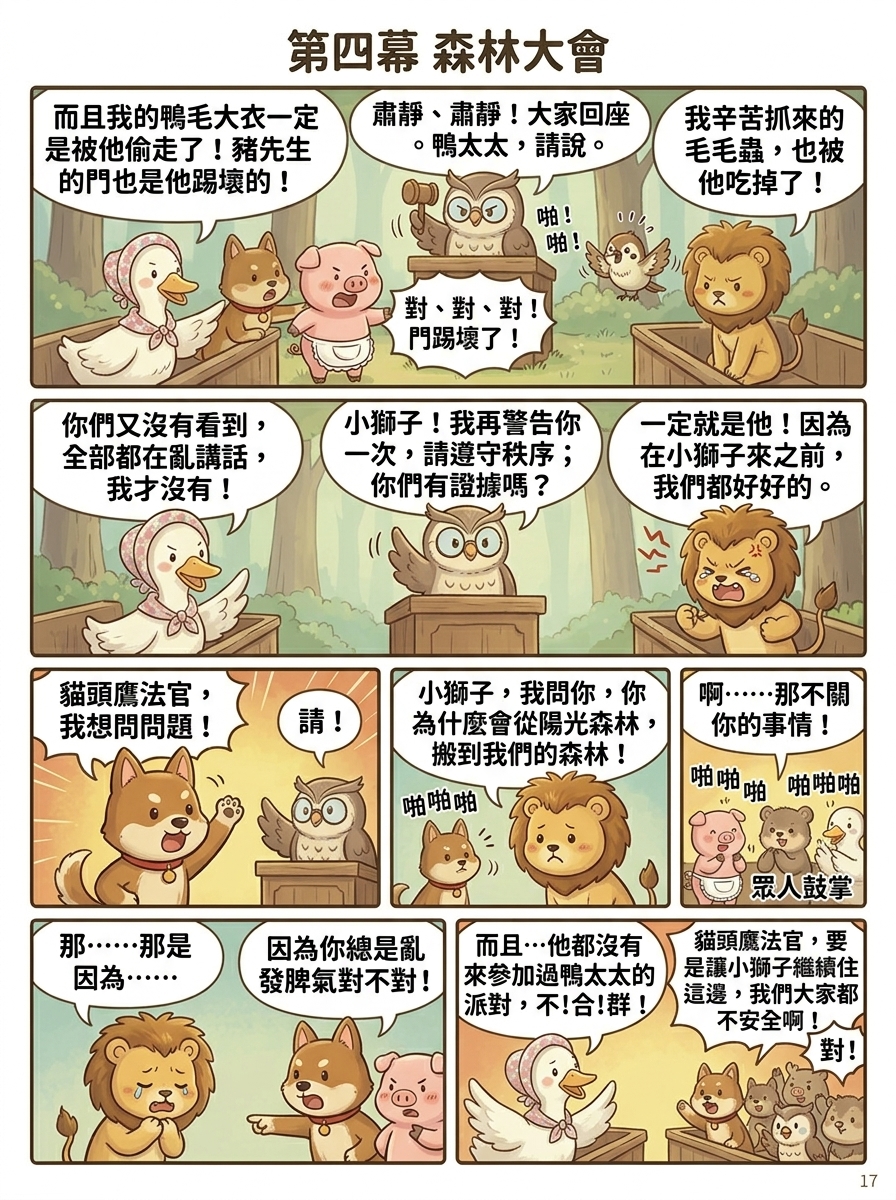 第四幕 森林大會
而且我的鴨毛大衣一定
是被他偷走了！豬先生
的門也是他踢壞的！
肅靜、肅靜！大家回座
。鴨太太，請說。
啪！
啪！
對、對、對！
門踢壞了！
我辛苦抓來的
毛毛蟲，也被
他吃掉了！
你們又沒有看到，
全部都在亂講話，
我才沒有！
小獅子！我再警告你
一次，請遵守秩序；
你們有證據嗎？
一定就是他！因為
在小獅子來之前，
我們都好好的。
貓頭鷹法官，
我想問問題！
請！
小獅子，我問你，你
為什麼會從陽光森林，
搬到我們的森林！
啪啪啪
啊……那不關
你的事情！
啪啪啪
啪啪啪
眾人鼓掌
那……那是
因為……
因為你總是亂
發脾氣對不對！
而且…他都沒有
來參加過鴨太太的
派對，不！合！群！
貓頭鷹法官，要
是讓小獅子繼續住
這邊，我們大家都
不安全啊！
對！
17